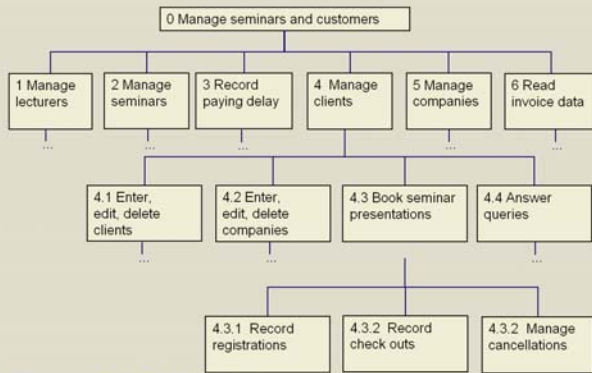 0 Manage seminars and customers
1 Manage
lecturers
2 Manage
seminars
3 Record
paying delay
4 Manage
clients
5 Manage
companies
6 Read
invoice data
...
...
...
...
...
4.1 Enter,
edit, delete
clients
4.2 Enter,
edit, delete
companies
4.3 Book seminar
presentations
4.4 Answer
queries
...
...
...
4.3.1 Record
registrations
4.3.2 Record
check outs
4.3.2 Manage
cancellations